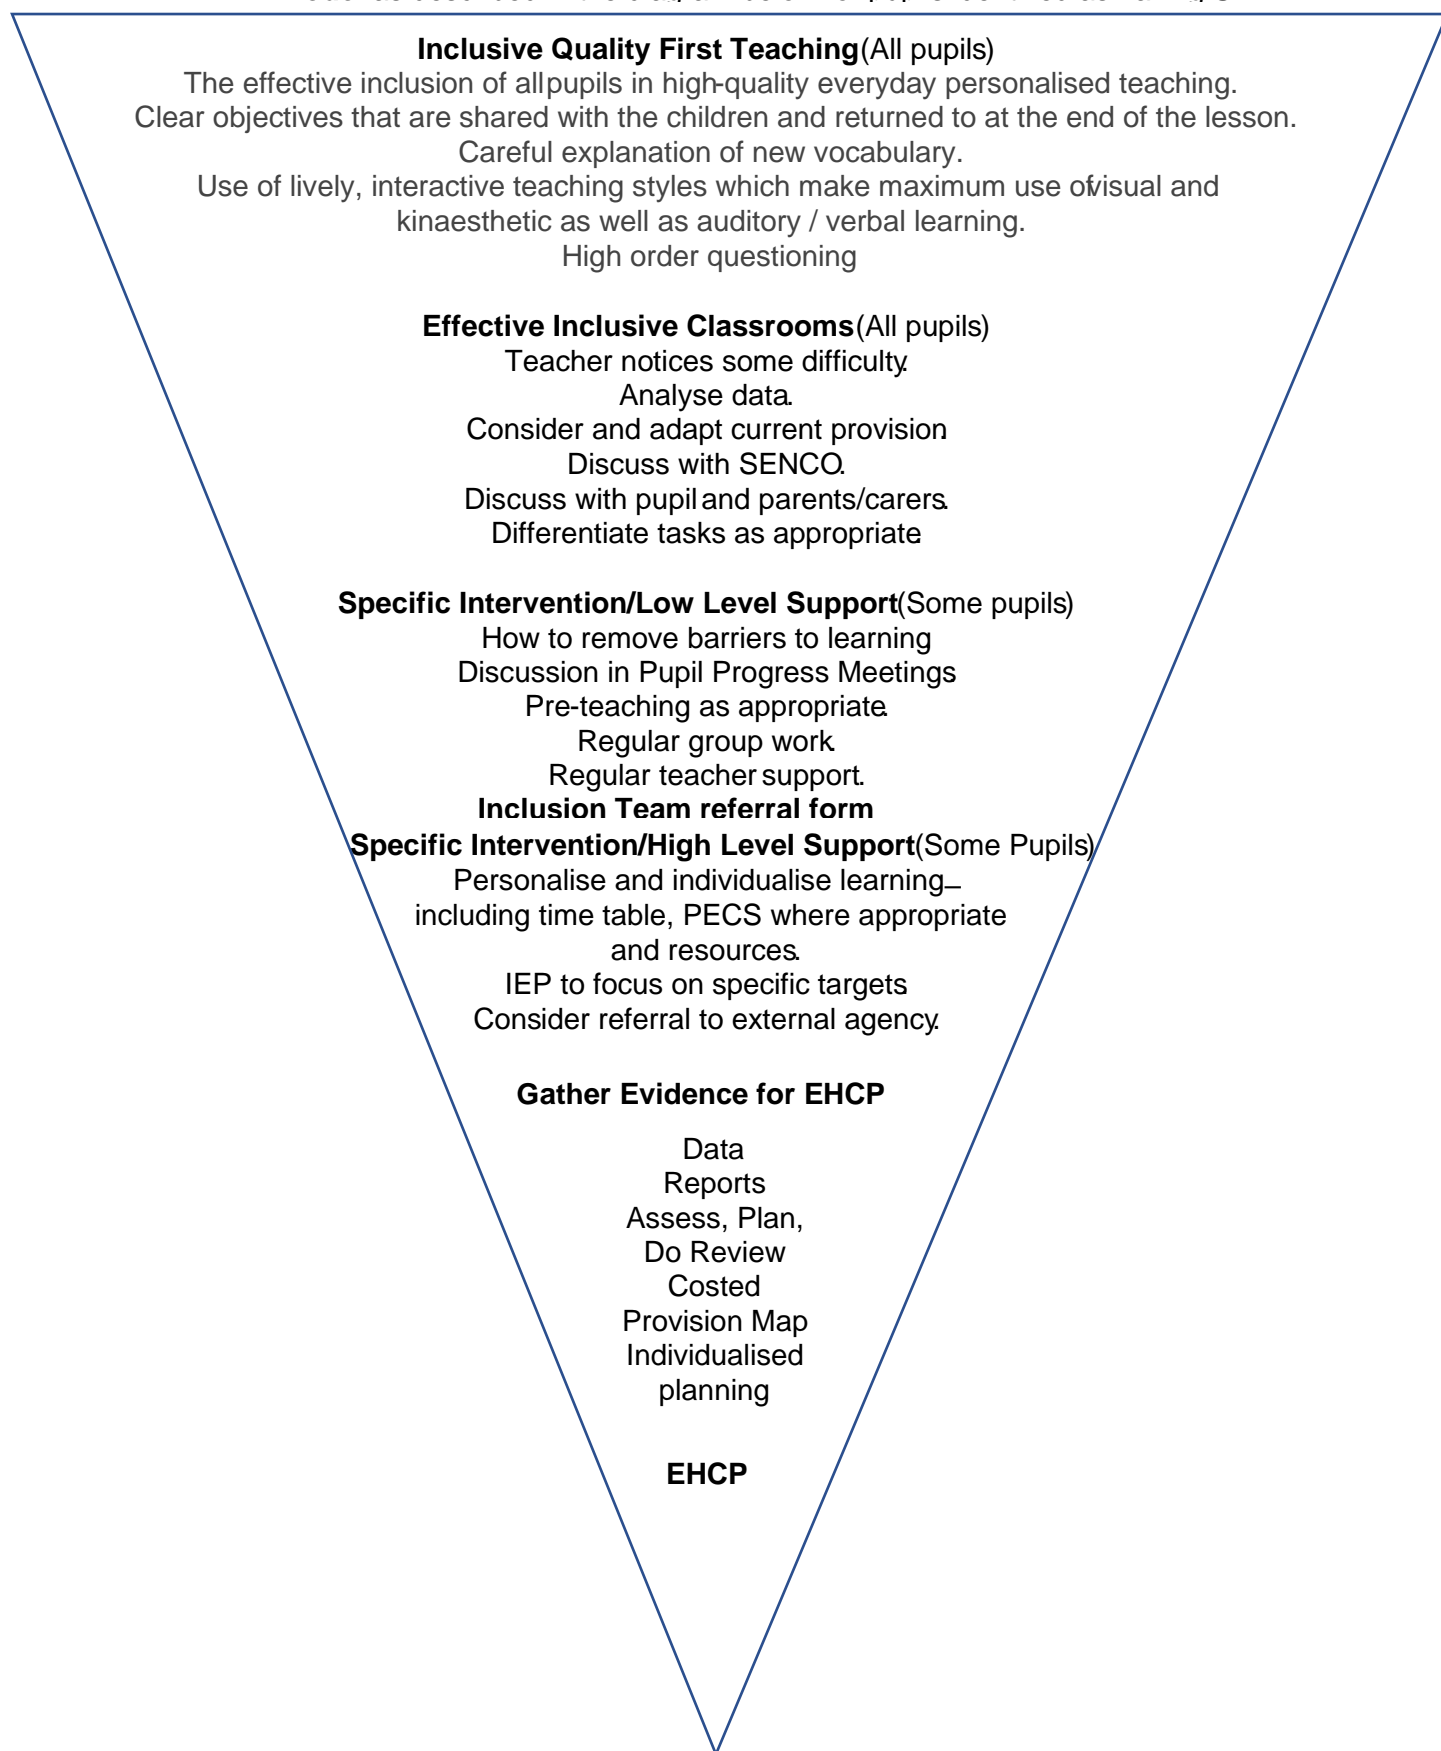 Inclusive Quality First Teaching (All pupils)
The effective inclusion of all pupils in high-quality everyday personalised teaching.
Clear objectives that are shared with the children and returned to at the end of the lesson.
Careful explanation of new vocabulary.
Use of lively, interactive teaching styles which make maximum use of visual and
kinaesthetic as well as auditory / verbal learning.
High order questioning
Effective Inclusive Classrooms (All pupils)
Teacher notices some difficulty.
Analyse data.
Consider and adapt current provision
Discuss with SENCO.
Discuss with pupil and parents/carers.
Differentiate tasks as appropriate
Specific Intervention/Low Level Support (Some pupils)
How to remove barriers to learning
Discussion in Pupil Progress Meetings
Pre-teaching as appropriate.
Regular group work.
Regular teacher support.
Inclusion Team referral form
Specific Intervention/High Level Support (Some Pupils)
Personalise and individualise learning –
including time table, PECS where appropriate
and resources.
IEP to focus on specific targets
Consider referral to external agency.
Gather Evidence for EHCP
Data
Reports
Assess, Plan,
Do Review
Costed
Provision Map
Individualised
planning
EHCP